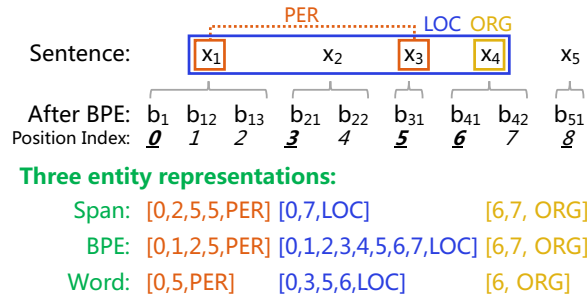 PER
LOC ORG
Sentence: x1 x2 x3 x4 x5
After BPE: b1 b12 b13 b21 b22 b31 b41 b42 b51
Position Index: 0 1 2 3 4 5 6 7 8
Three entity representations:
Span: [0,2,5,5,PER] [0,7,LOC] [6,7, ORG]
BPE: [0,1,2,5,PER] [0,1,2,3,4,5,6,7,LOC] [6,7, ORG]
Word: [0,5,PER] [0,3,5,6,LOC] [6, ORG]